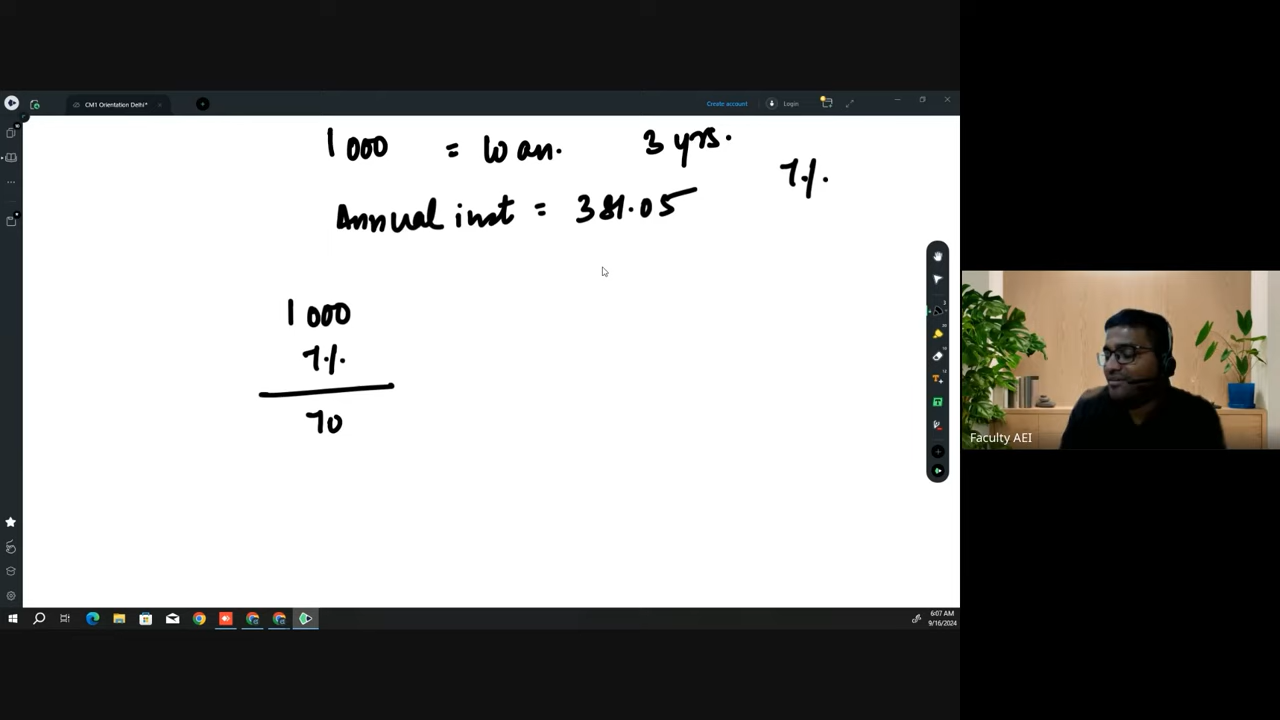 CM1 Orientation Delhi*
Create account
Login
1000 = loan. 3 yrs.
7%.
Annual inst = 381.05
1000
7%.
70
Faculty AEI
6:07 AM
9/16/2024